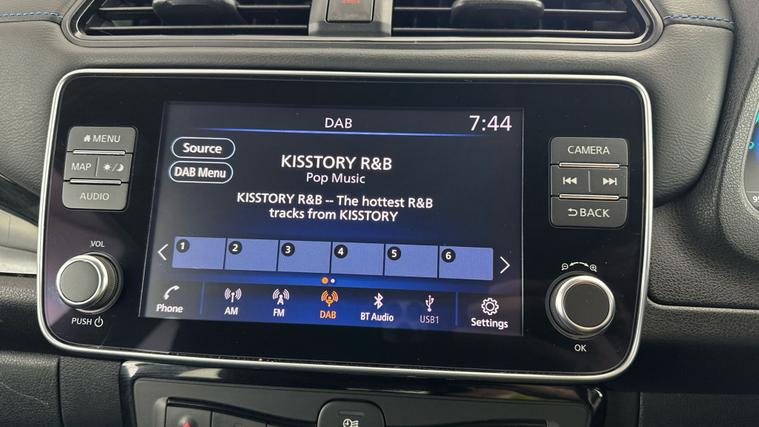 DAB
7:44
MENU
MAP
AUDIO
Source
DAB Menu
KISSTORY R&B
Pop Music
KISSTORY R&B -- The hottest R&B
tracks from KISSTORY
CAMERA
BACK
1 2 3 4 5 6
VOL
PUSH
Phone
AM
FM
DAB
BT Audio
USB1
Settings
OK